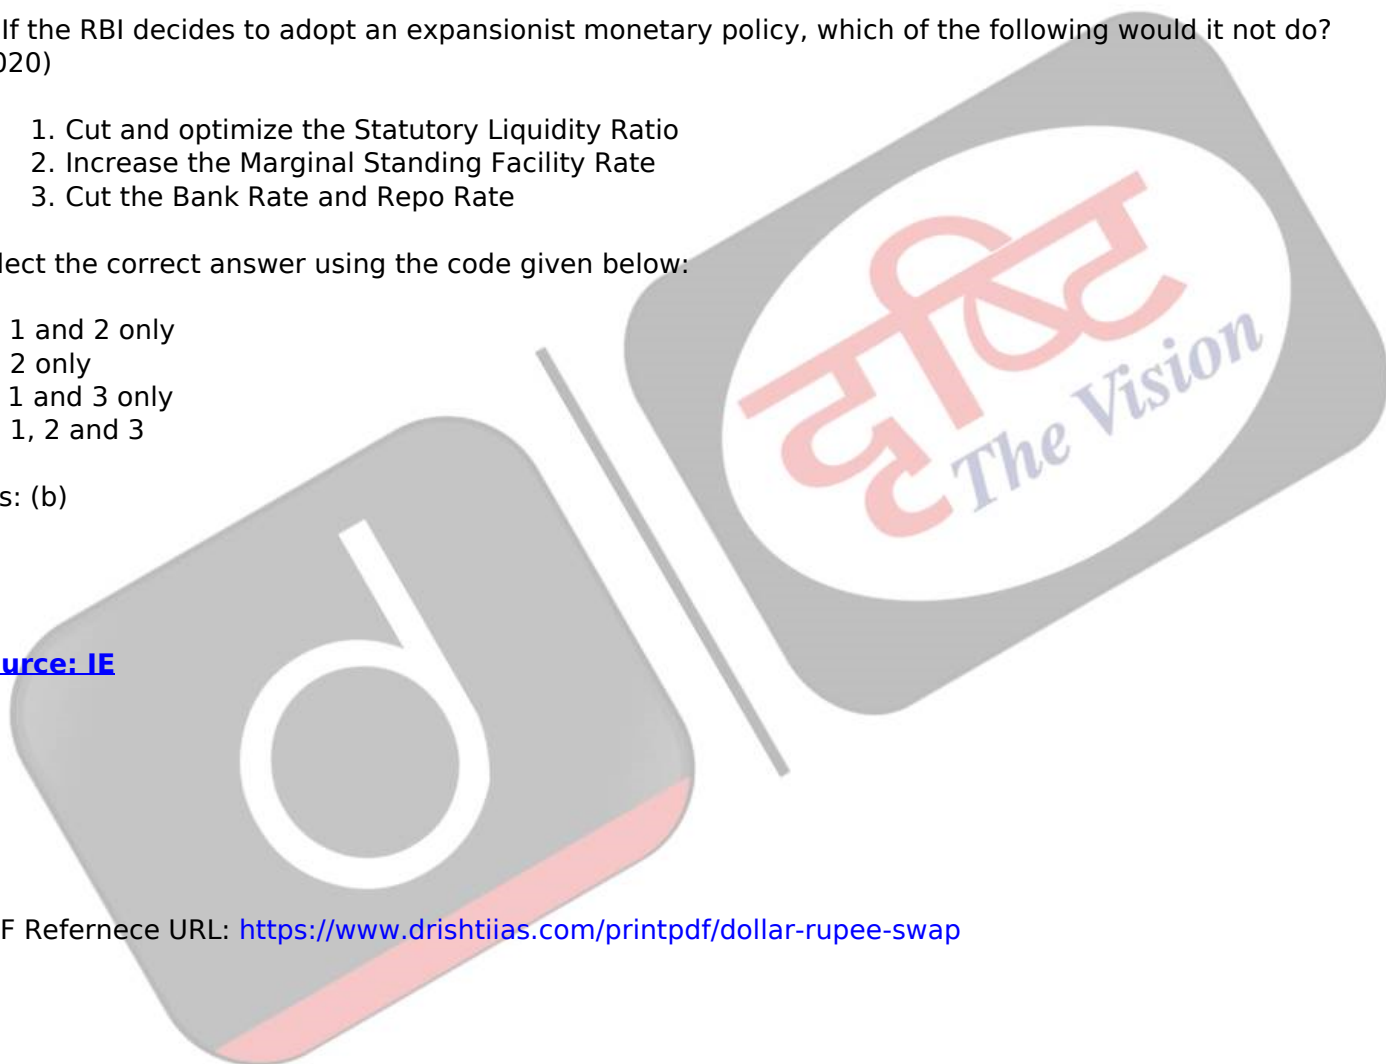 If the RBI decides to adopt an expansionist monetary policy, which of the following would it not do?
020)
1. Cut and optimize the Statutory Liquidity Ratio
2. Increase the Marginal Standing Facility Rate
3. Cut the Bank Rate and Repo Rate
lect the correct answer using the code given below:
1 and 2 only
2 only
1 and 3 only
1, 2 and 3
s: (b)
दृष्टि
The Vision
d
urce: IE
F Refernece URL: https://www.drishtiias.com/printpdf/dollar-rupee-swap